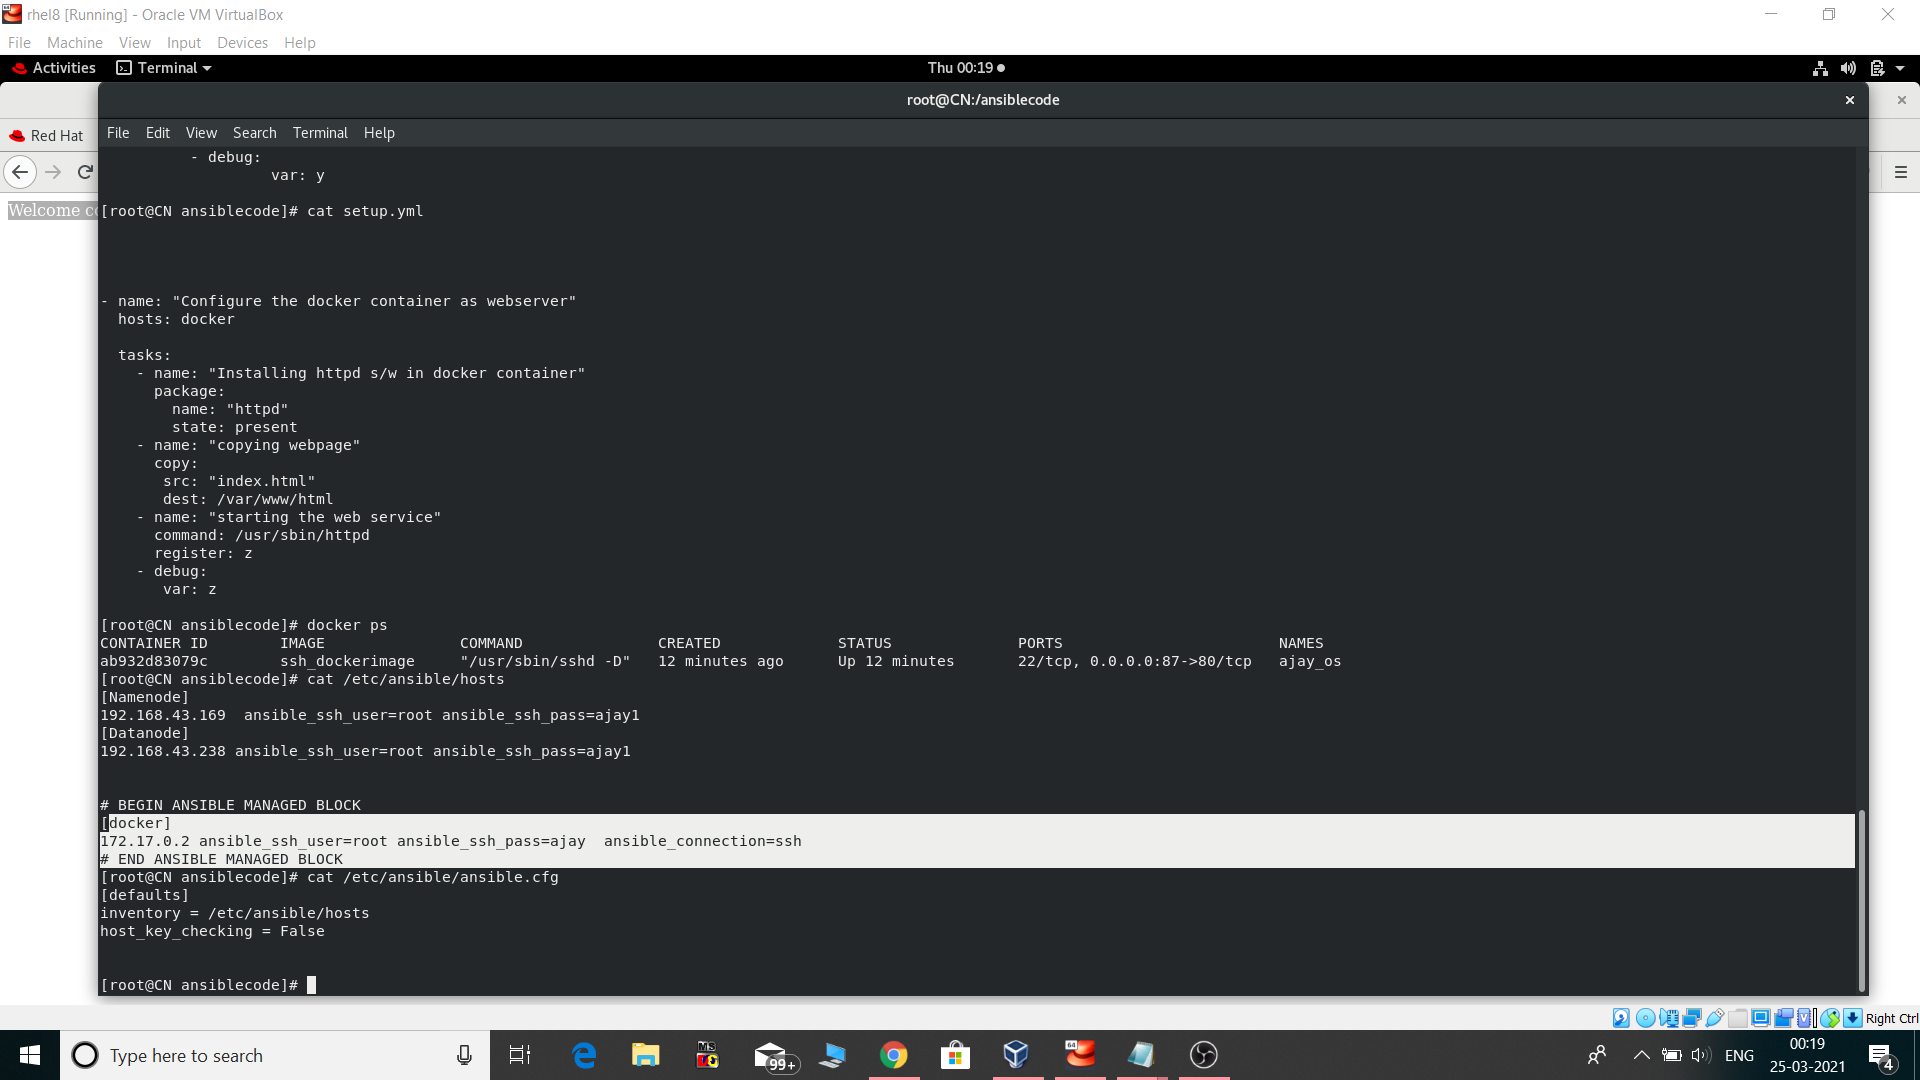 rhel8 [Running] - Oracle VM VirtualBox
File Machine View Input Devices Help
Activities Terminal Thu 00:19
root@CN:/ansiblecode
File Edit View Search Terminal Help
Red Hat
Welcome co
- debug:
var: y
[root@CN ansiblecode]# cat setup.yml
- name: "Configure the docker container as webserver"
hosts: docker
tasks:
- name: "Installing httpd s/w in docker container"
package:
name: "httpd"
state: present
- name: "copying webpage"
copy:
src: "index.html"
dest: /var/www/html
- name: "starting the web service"
command: /usr/sbin/httpd
register: z
- debug:
var: z
[root@CN ansiblecode]# docker ps
CONTAINER ID IMAGE COMMAND CREATED STATUS PORTS NAMES
ab932d83079c ssh_dockerimage "/usr/sbin/sshd -D" 12 minutes ago Up 12 minutes 22/tcp, 0.0.0.0:87->80/tcp ajay_os
[root@CN ansiblecode]# cat /etc/ansible/hosts
[Namenode]
192.168.43.169 ansible_ssh_user=root ansible_ssh_pass=ajay1
[Datanode]
192.168.43.238 ansible_ssh_user=root ansible_ssh_pass=ajay1
# BEGIN ANSIBLE MANAGED BLOCK
[docker]
172.17.0.2 ansible_ssh_user=root ansible_ssh_pass=ajay ansible_connection=ssh
# END ANSIBLE MANAGED BLOCK
[root@CN ansiblecode]# cat /etc/ansible/ansible.cfg
[defaults]
inventory = /etc/ansible/hosts
host_key_checking = False
[root@CN ansiblecode]#
Right Ctrl
Type here to search
99+
ENG
00:19
25-03-2021
4